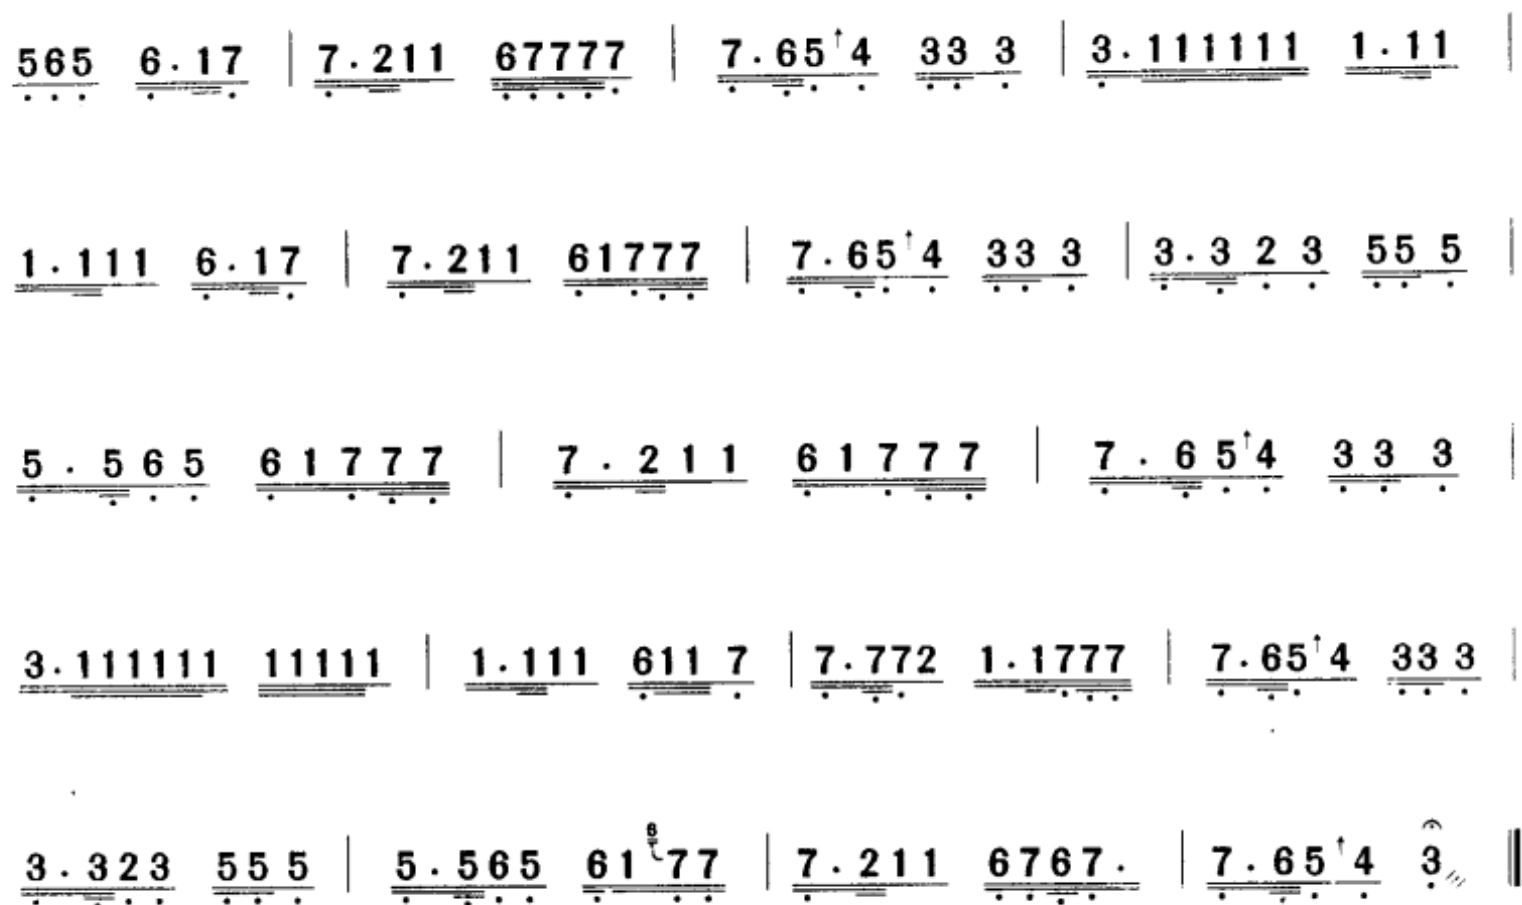 565 6·17 | 7·211 67777 | 7·65↑4 33 3 | 3·111111 1·11 |
1·111 6·17 | 7·211 61777 | 7·65↑4 33 3 | 3·3 2 3 55 5 |
5·5 6 5 6 1 7 7 7 | 7·2 1 1 6 1 7 7 7 | 7·6 5↑4 3 3 3 |
3·111111 11111 | 1·111 611 7 | 7·772 1·1777 | 7·65↑4 33 3 |
3·323 55 5 | 5·565 61 6 77 | 7·211 6767· | 7·65↑4 3 ‖